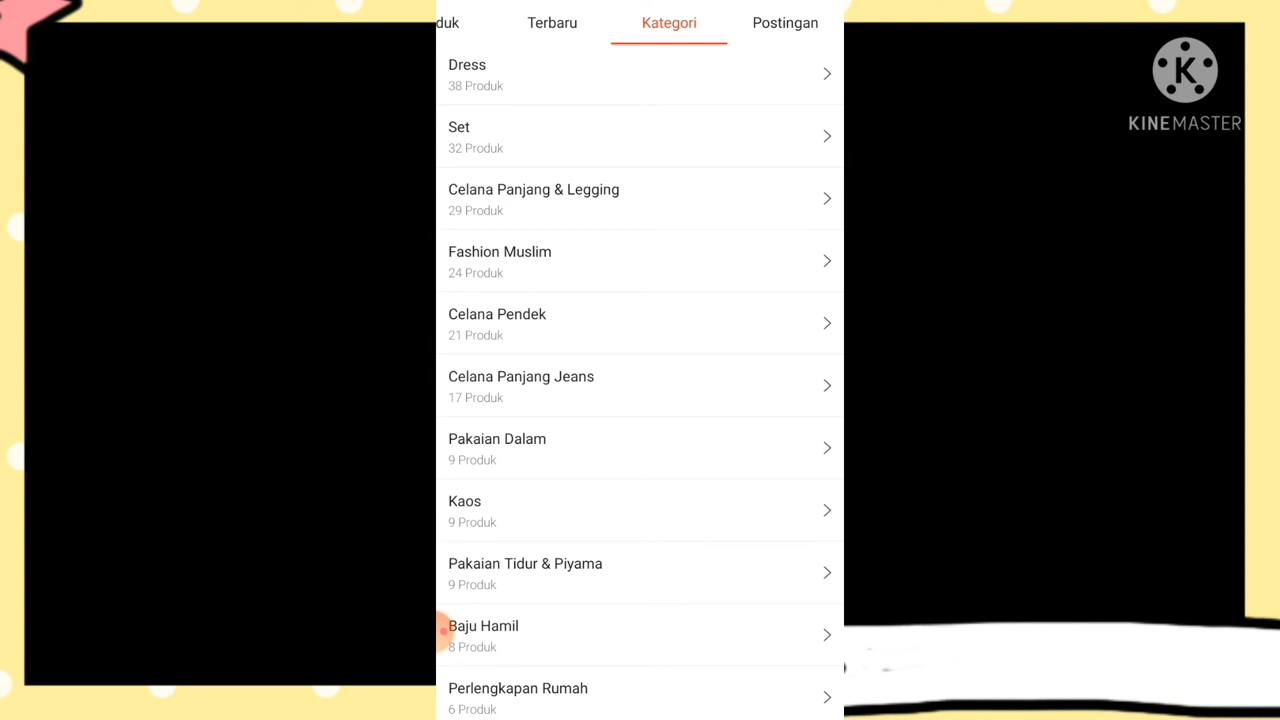 duk
Terbaru
Kategori
Postingan
Dress
38 Produk
Set
32 Produk
Celana Panjang & Legging
29 Produk
Fashion Muslim
24 Produk
Celana Pendek
21 Produk
Celana Panjang Jeans
17 Produk
Pakaian Dalam
9 Produk
Kaos
9 Produk
Pakaian Tidur & Piyama
9 Produk
Baju Hamil
8 Produk
Perlengkapan Rumah
6 Produk
K
KINEMASTER